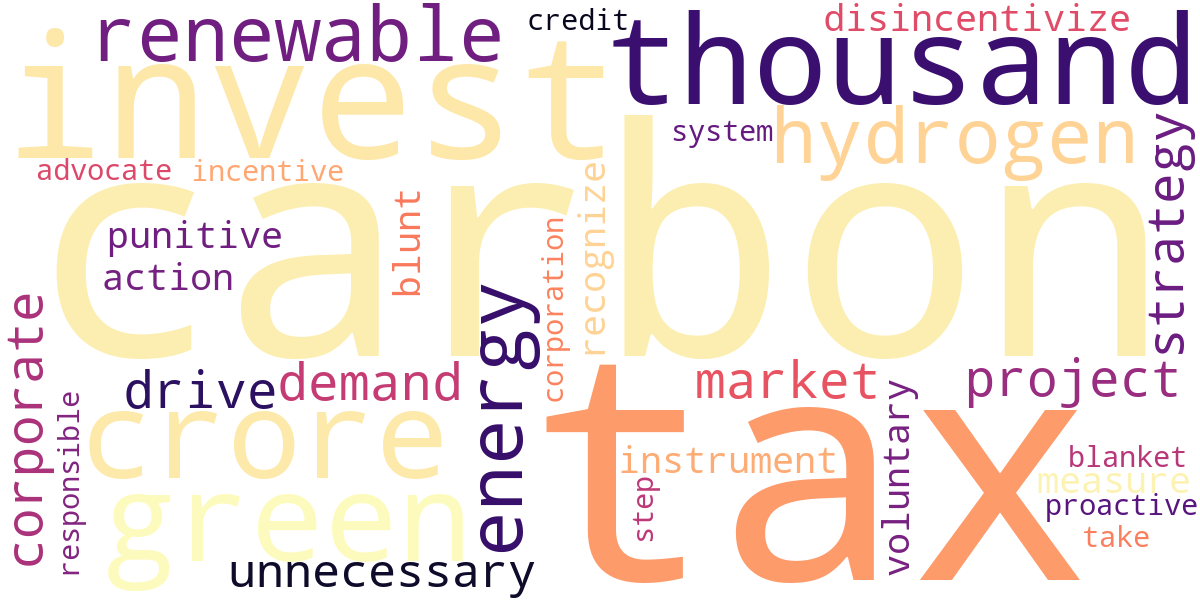 renewable
credit
disincentivize
invest
thousand
system
hydrogen
advocate
incentive
carbon
recognize
strategy
punitive
blunt
action
corporation
energy
corporate
drive
demand
market
project
crore
tax
responsible
voluntary
instrument
blanket
measure
green
step
proactive
take
unnecessary